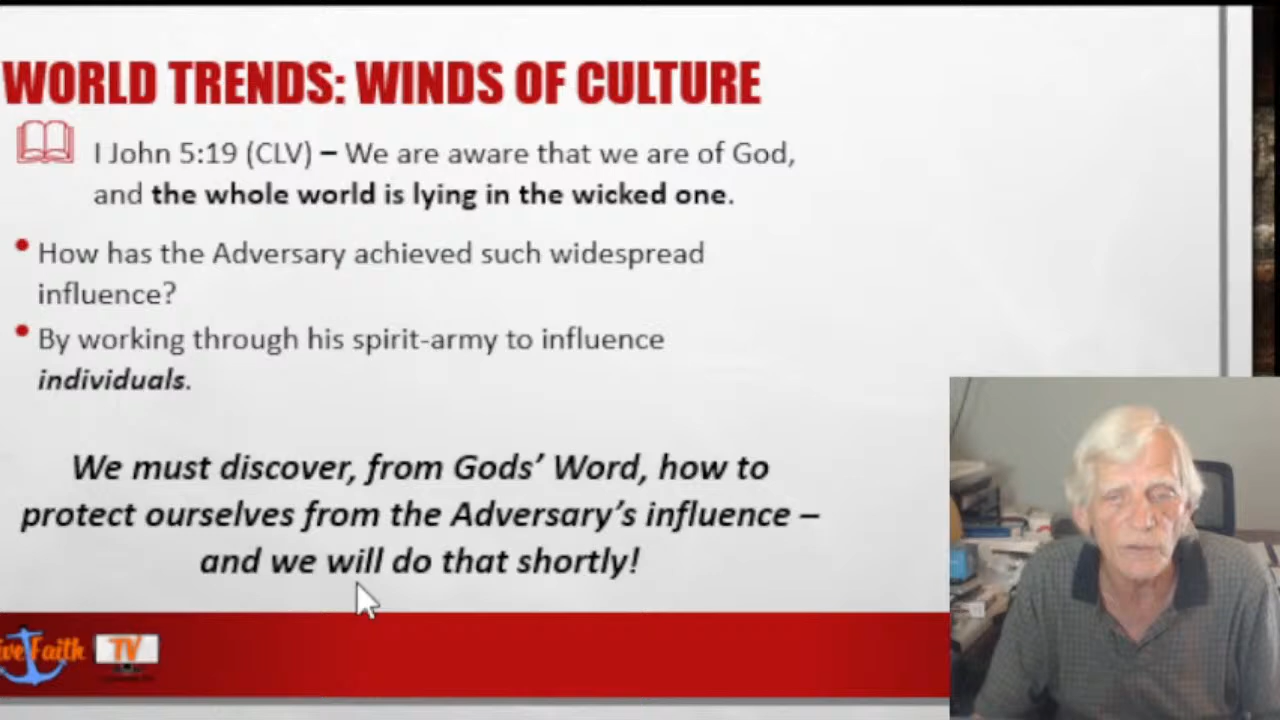 WORLD TRENDS: WINDS OF CULTURE
I John 5:19 (CLV) – We are aware that we are of God,
and the whole world is lying in the wicked one.
• How has the Adversary achieved such widespread
influence?
• By working through his spirit-army to influence
individuals.
We must discover, from Gods’ Word, how to
protect ourselves from the Adversary’s influence –
and we will do that shortly!
Faith
TV